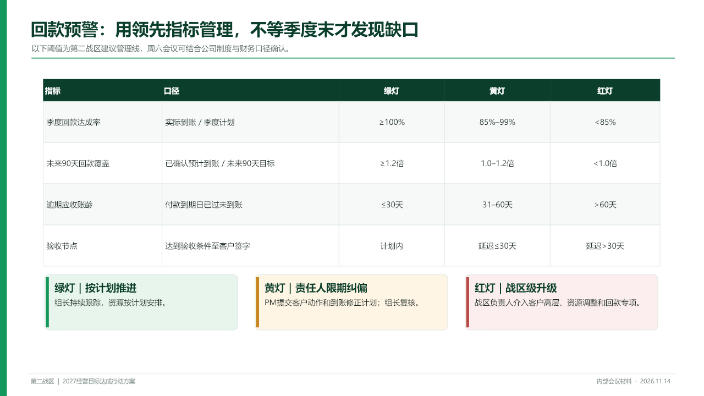 回款预警：用领先指标管理，不等季度末才发现缺口
以下阈值为第二战区建议管理线，周六会议可结合公司制度与财务口径确认。
指标 口径 绿灯 黄灯 红灯
季度回款达成率 实际到账 / 季度计划 ≥100% 85%–99% <85%
未来90天回款覆盖 已确认预计到账 / 未来90天目标 ≥1.2倍 1.0–1.2倍 <1.0倍
逾期应收账龄 付款到期日已过未到账 ≤30天 31–60天 >60天
验收节点 达到验收条件至客户签字 计划内 延迟≤30天 延迟>30天
绿灯｜按计划推进
组长持续跟踪，资源按计划安排。
黄灯｜责任人限期纠偏
PM提交客户动作和到账修正计划；组长复核。
红灯｜战区级升级
战区负责人介入客户高层、资源调整和回款专项。
第二战区｜2027经营目标达成行动方案
内部会议材料 · 2026.11.14